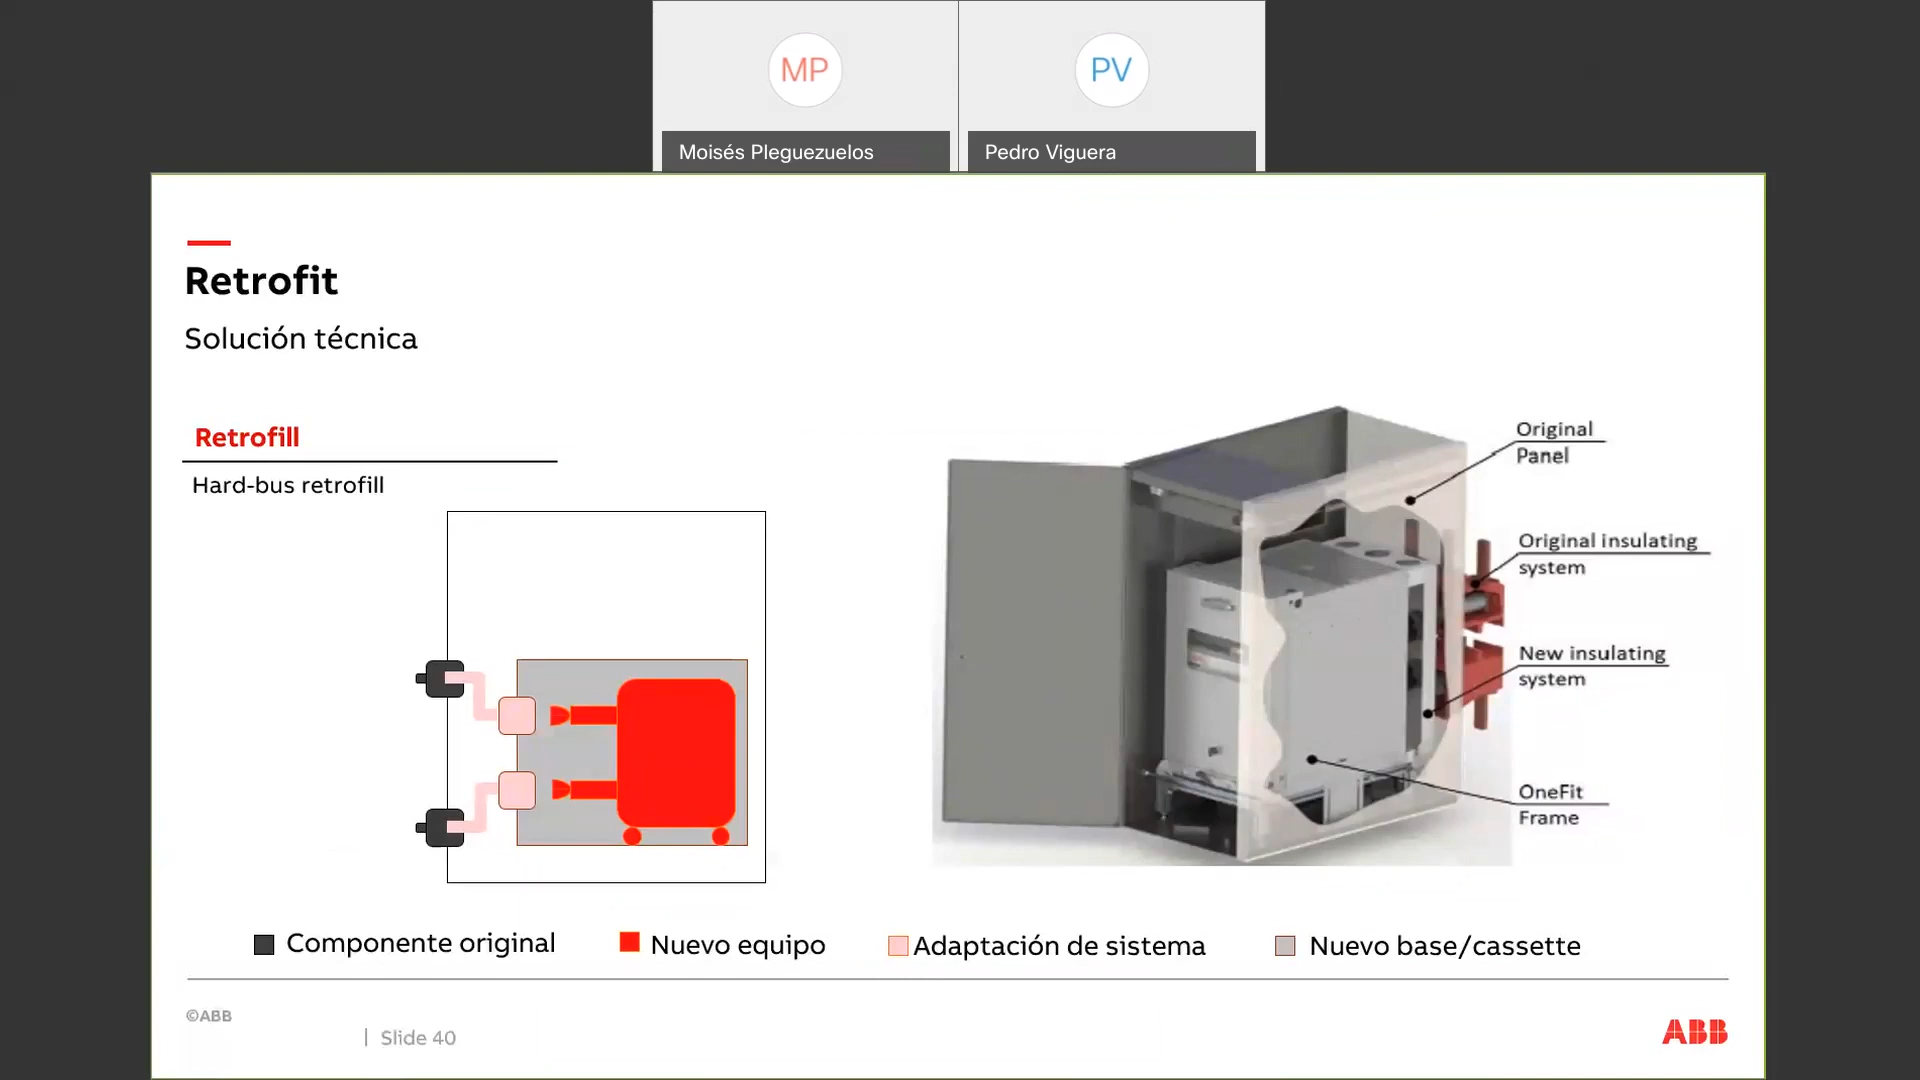 MP
PV
Moisés Pleguezuelos
Pedro Viguera
Retrofit
Solución técnica
Retrofill
Hard-bus retrofill
Original
Panel
Original insulating
system
New insulating
system
OneFit
Frame
Componente original
Nuevo equipo
Adaptación de sistema
Nuevo base/cassette
©ABB
| Slide 40
ABB